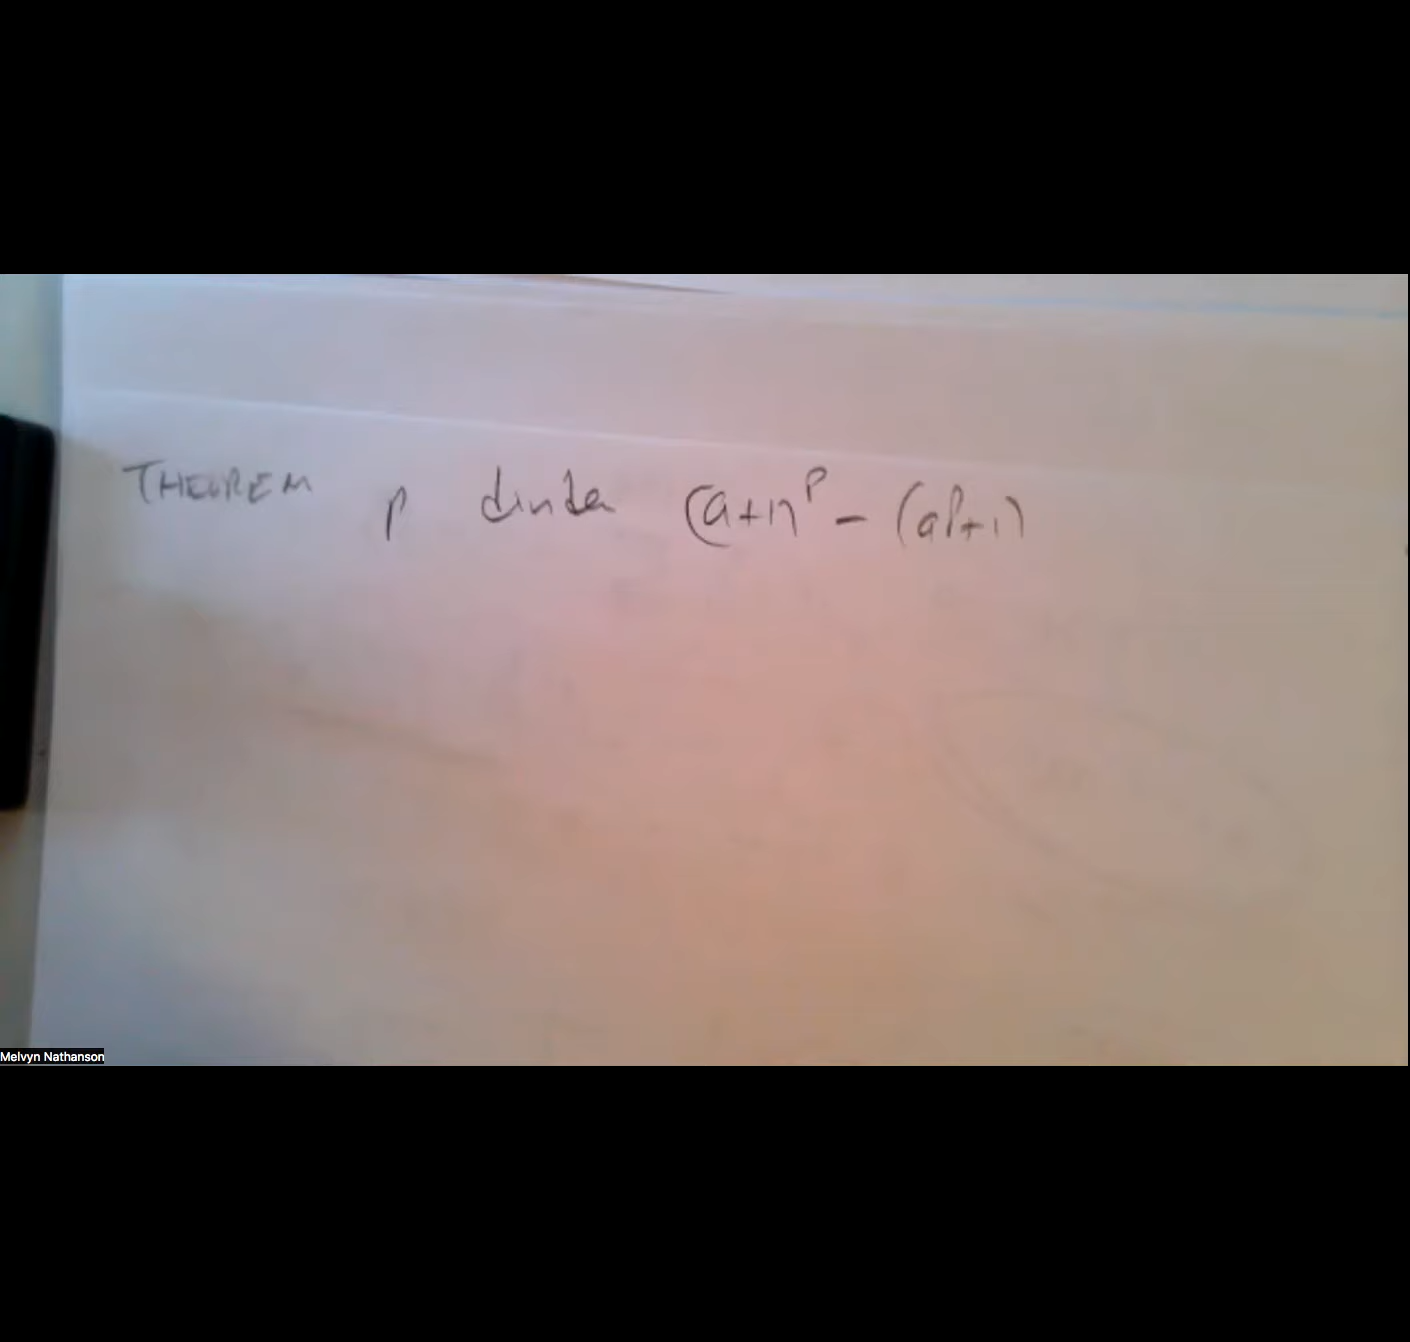 THEOREM p divides (a+1)^p - (a^p+1)
Melvyn Nathanson